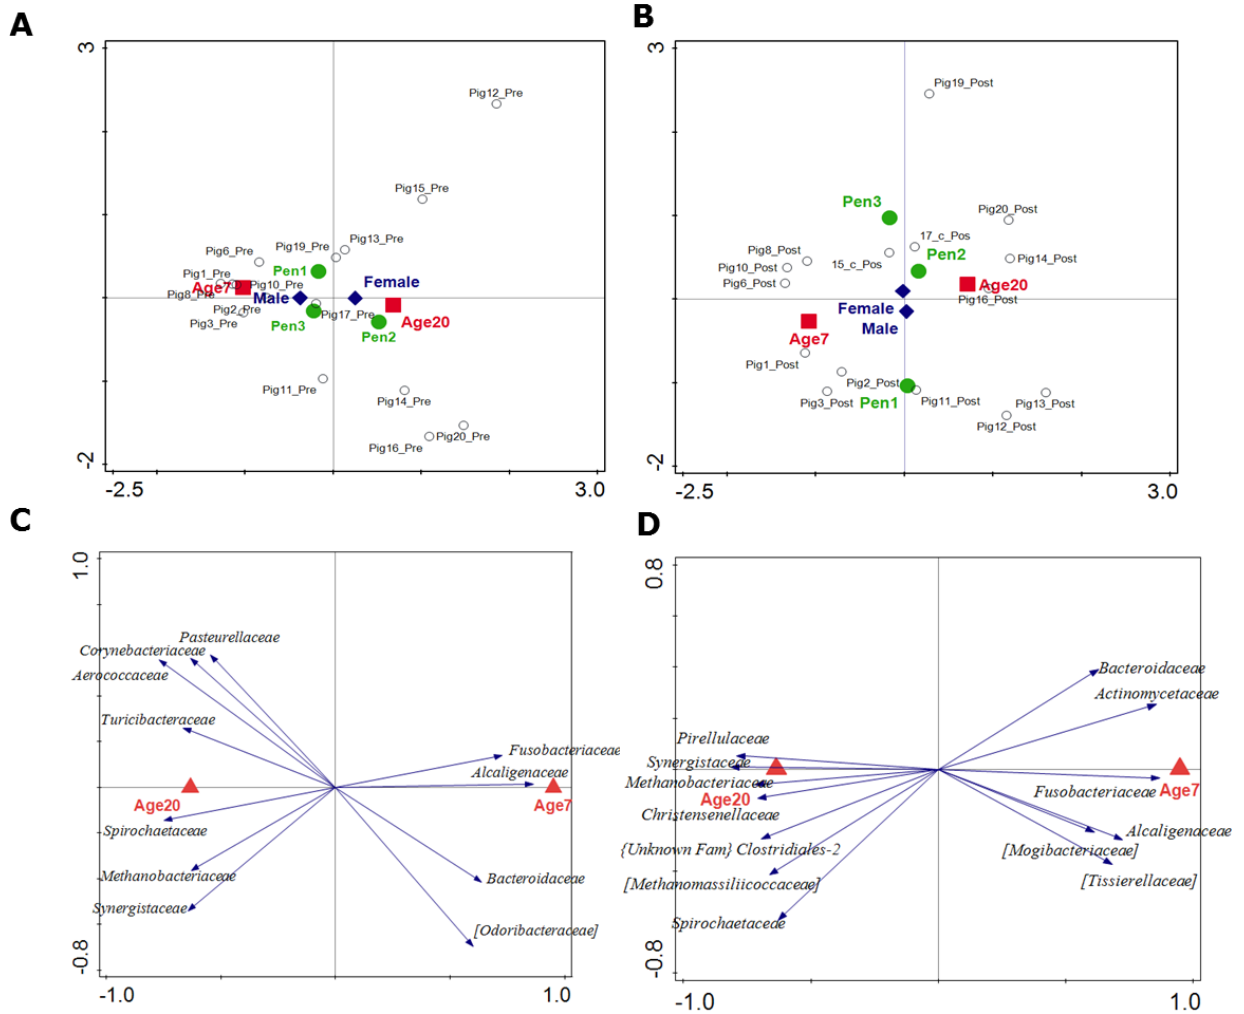 A
B
3
Pig12_Pre
Pig15_Pre
Pig19_Pre
Pig13_Pre
Pig6_Pre
Pen1
Pig1_Pre
Age7
Pig10_Pre
Female
Pig8_Pre
Male
Pig2_Pre
Pig17_Pre
Age20
Pig3_Pre
Pen3
Pen2
Pig11_Pre
Pig14_Pre
Pig20_Pre
Pig16_Pre
-2
-2.5
3.0
3
Pig19_Post
Pen3
Pig20_Post
17_c_Pos
Pig8_Post
Pen2
Pig10_Post
15_c_Pos
Pig14_Post
Pig6_Post
Age20
Pig16_Post
Female
Male
Age7
Pig1_Post
Pig2_Post
Pig3_Post
Pen1
Pig11_Post
Pig13_Post
Pig12_Post
-2
-2.5
3.0
C
D
1.0
Pasteurellaceae
Corynebacteriaceae
Aerococcaceae
Turicibacteraceae
Fusobacteriaceae
Alcaligenaceae
Age20
Age7
Spirochaetaceae
Methanobacteriaceae
Bacteroidaceae
Synergistaceae
[Odoribacteraceae]
-0.8
-1.0
1.0
0.8
Bacteroidaceae
Actinomycetaceae
Pirellulaceae
Synergistaceae
Methanobacteriaceae
Fusobacteriaceae
Age7
Age20
Christensenellaceae
Alcaligenaceae
{Unknown Fam} Clostridiales-2
[Mogibacteriaceae]
[Methanomassiliicoccaceae]
[Tissierellaceae]
Spirochaetaceae
-0.8
-1.0
1.0